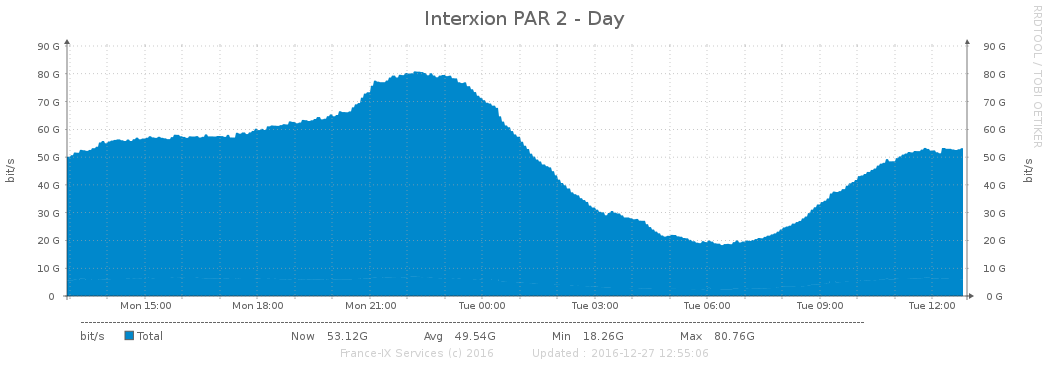 Interxion PAR 2 - Day
RRDTOOL / TOBI OETIKER
90 G 90 G
80 G 80 G
70 G 70 G
60 G 60 G
50 G 50 G
40 G 40 G
30 G 30 G
20 G 20 G
10 G 10 G
0 0 G
bit/s
bit/s
Mon 15:00 Mon 18:00 Mon 21:00 Tue 00:00 Tue 03:00 Tue 06:00 Tue 09:00 Tue 12:00
bit/s Total Now 53.12G Avg 49.54G Min 18.26G Max 80.76G
France-IX Services (c) 2016 Updated : 2016-12-27 12:55:06